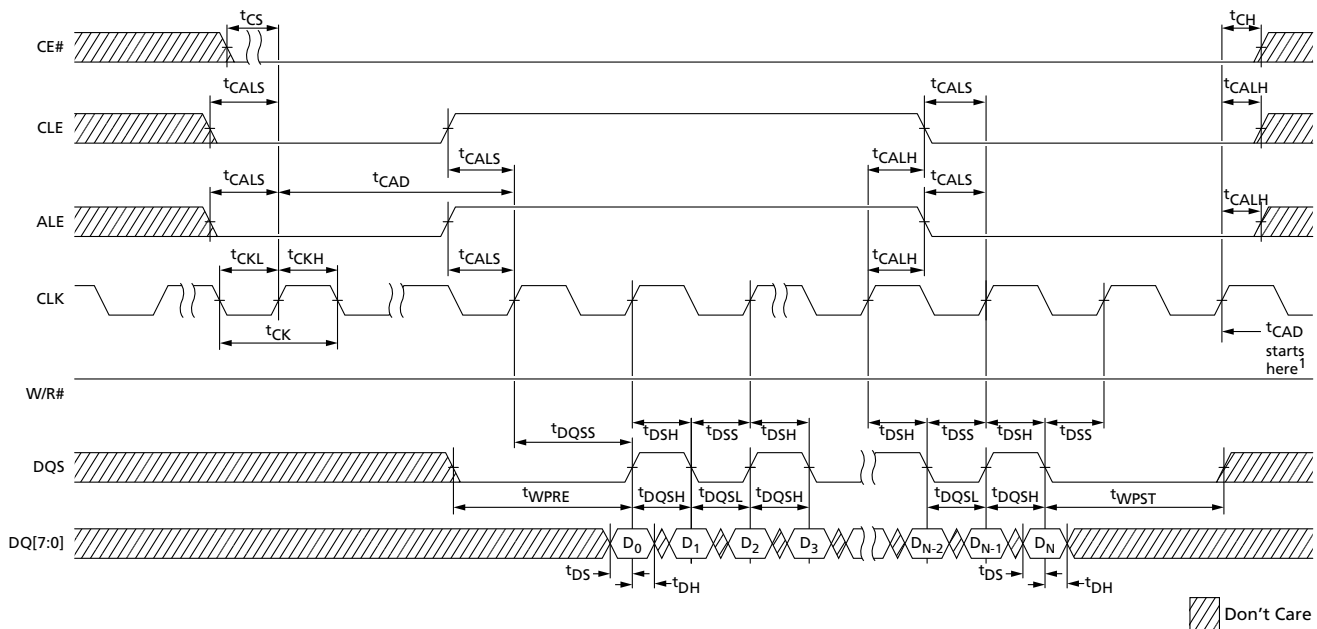 tCS
tCH
CE#
tCALS
tCALS
tCALH
CLE
tCALS
tCALH
tCALS
tCAD
tCALS
tCALH
ALE
tCKL
tCKH
tCALS
tCALH
CLK
tCK
tCAD
starts
here1
W/R#
tDQSS
tDSH
tDSS
tDSH
tDSH
tDSS
tDSH
tDSS
DQS
tWPRE
tDQSH
tDQSL
tDQSH
tDQSL
tDQSH
tWPST
DQ[7:0]
D0
D1
D2
D3
DN-2
DN-1
DN
tDS
tDH
tDS
tDH
Don't Care